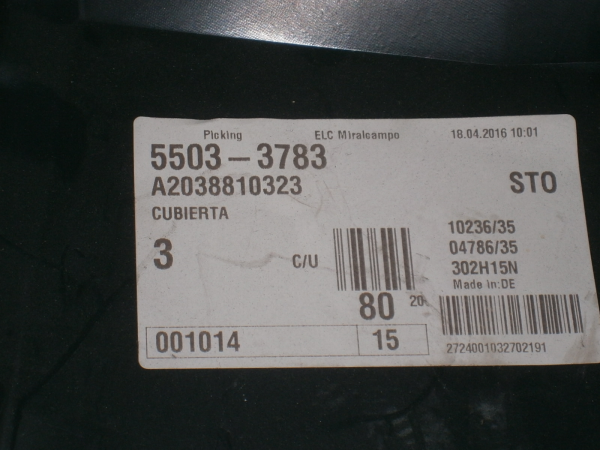 Picking ELC Miralcampo 18.04.2016 10:01
5503-3783
A2038810323 STO
CUBIERTA
10236/35
04786/35
3 C/U 302H15N
Made in:DE
80 20
001014 15
2724001032702191